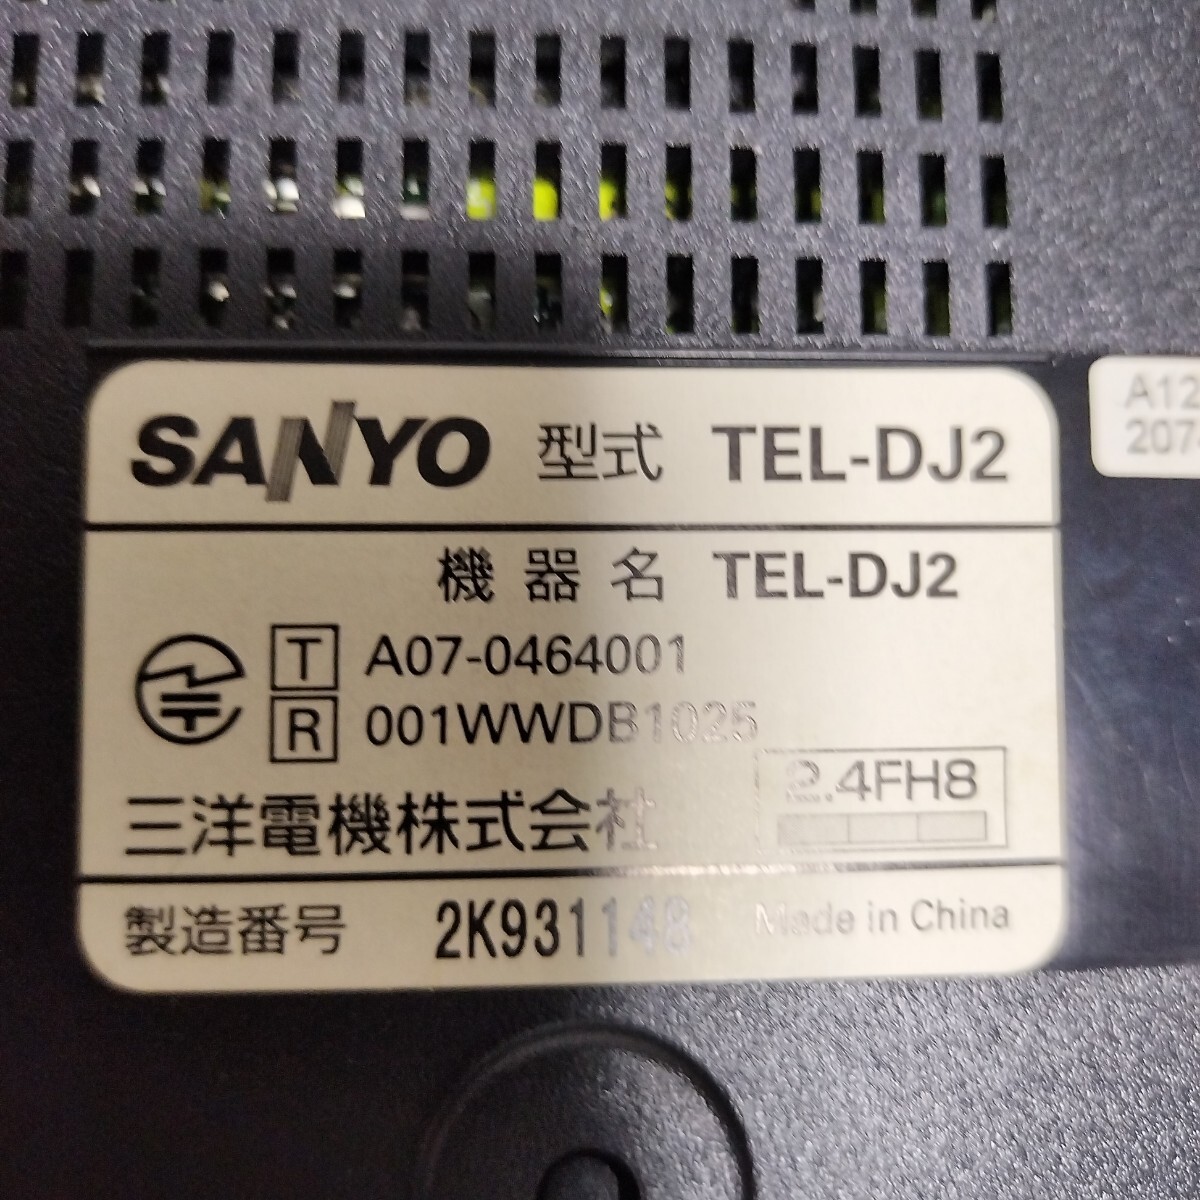 SANYO 型式 TEL-DJ2
機器名 TEL-DJ2
T A07-0464001
R 001WWDB1025
2.4FH8
三洋電機株式会社
製造番号 2K931148 Made in China
A12
207